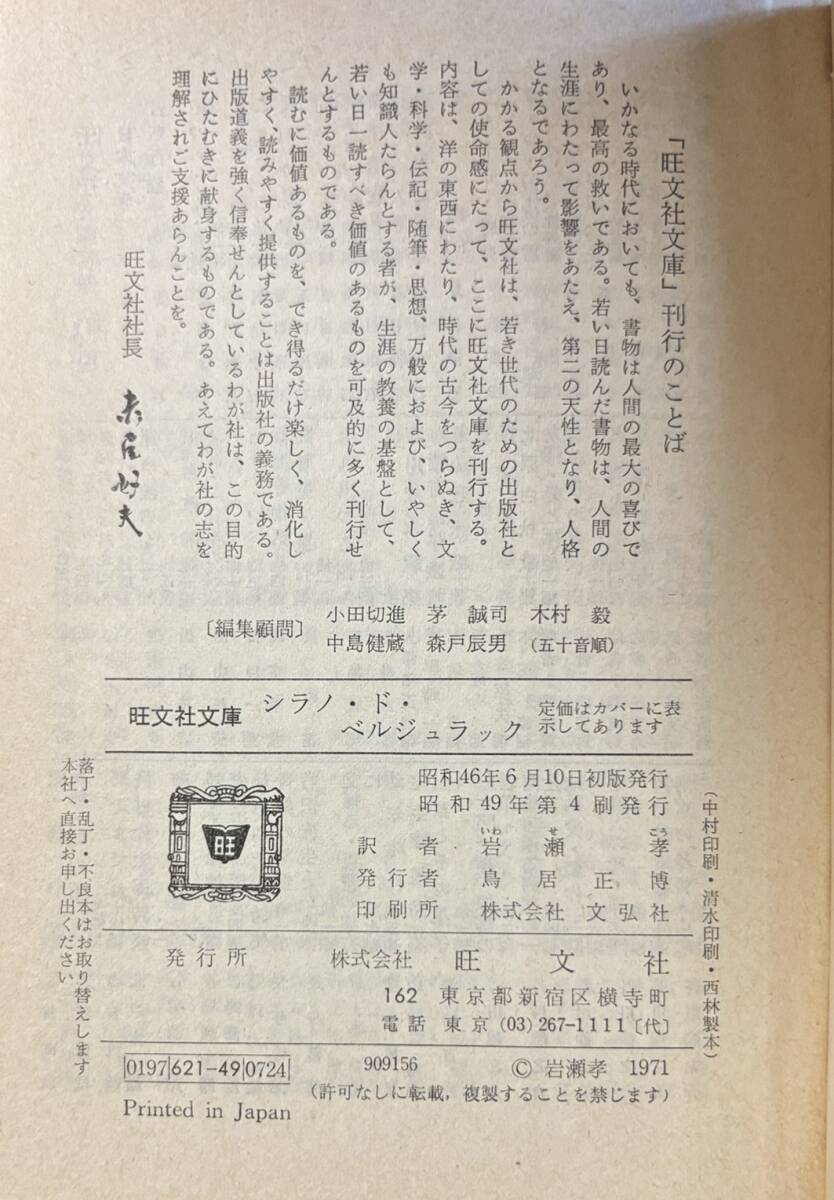 「旺文社文庫」刊行のことば
いかなる時代においても、書物は人間の最大の喜びで
あり、最高の救いである。若い日読んだ書物は、人間の
生涯にわたって影響をあたえ、第二の天性となり、人格
となるであろう。
かかる観点から旺文社は、若き世代のための出版社と
しての使命感にたって、ここに旺文社文庫を刊行する。
内容は、洋の東西にわたり、時代の古今をつらぬき、文
学・科学・伝記・随筆・思想、万般におよび、いやしく
も知識人たらんとする者が、生涯の教養の基盤として、
若い日一読すべき価値のあるものを可及的に多く刊行せ
んとするものである。
読むに価値あるものを、でき得るだけ楽しく、消化し
やすく、読みやすく提供することは出版社の義務である。
出版道義を強く信奉せんとしているわが社は、この目的
にひたむきに献身するものである。あえてわが社の志を
理解されご支援あらんことを。
旺文社社長
〔編集顧問〕
小田切進 茅 誠司 木村 毅
中島健蔵 森戸辰男 (五十音順)
旺文社文庫
シラノ・ド・
ベルジュラック
定価はカバーに表
示してあります
昭和46年6月10日初版発行
昭和49年第4刷発行
訳者 岩瀬孝
いわ せ こう
発行者 鳥居正博
印刷所 株式会社 文弘社
旺
発行所 株式会社 旺文社
162 東京都新宿区横寺町
電話 東京(03)267-1111〔代〕
0197|621-49|0724
909156
© 岩瀬孝 1971
(許可なしに転載,複製することを禁じます)
Printed in Japan
(中村印刷・清水印刷・西林製本)
落丁・乱丁・不良本はお取り替えします
本社へ直接お申し出ください